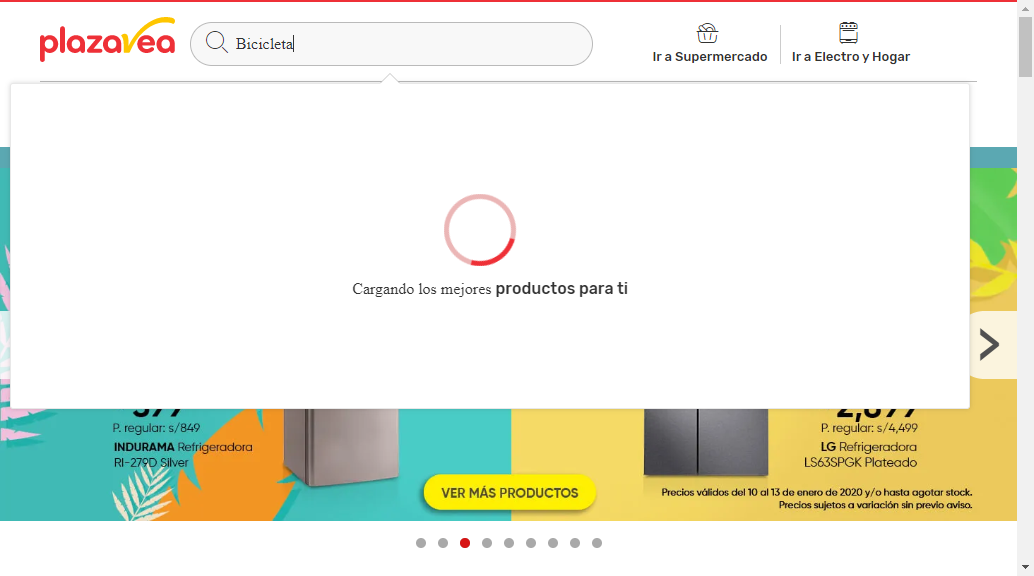 plazavea
Bicicleta
Ir a Supermercado
Ir a Electro y Hogar
Cargando los mejores productos para ti
P. regular: s/849
INDURAMA Refrigeradora
RI-279D Silver
P. regular: s/4,499
LG Refrigeradora
LS63SPGK Plateado
VER MÁS PRODUCTOS
Precios válidos del 10 al 13 de enero de 2020 y/o hasta agotar stock.
Precios sujetos a variación sin previo aviso.